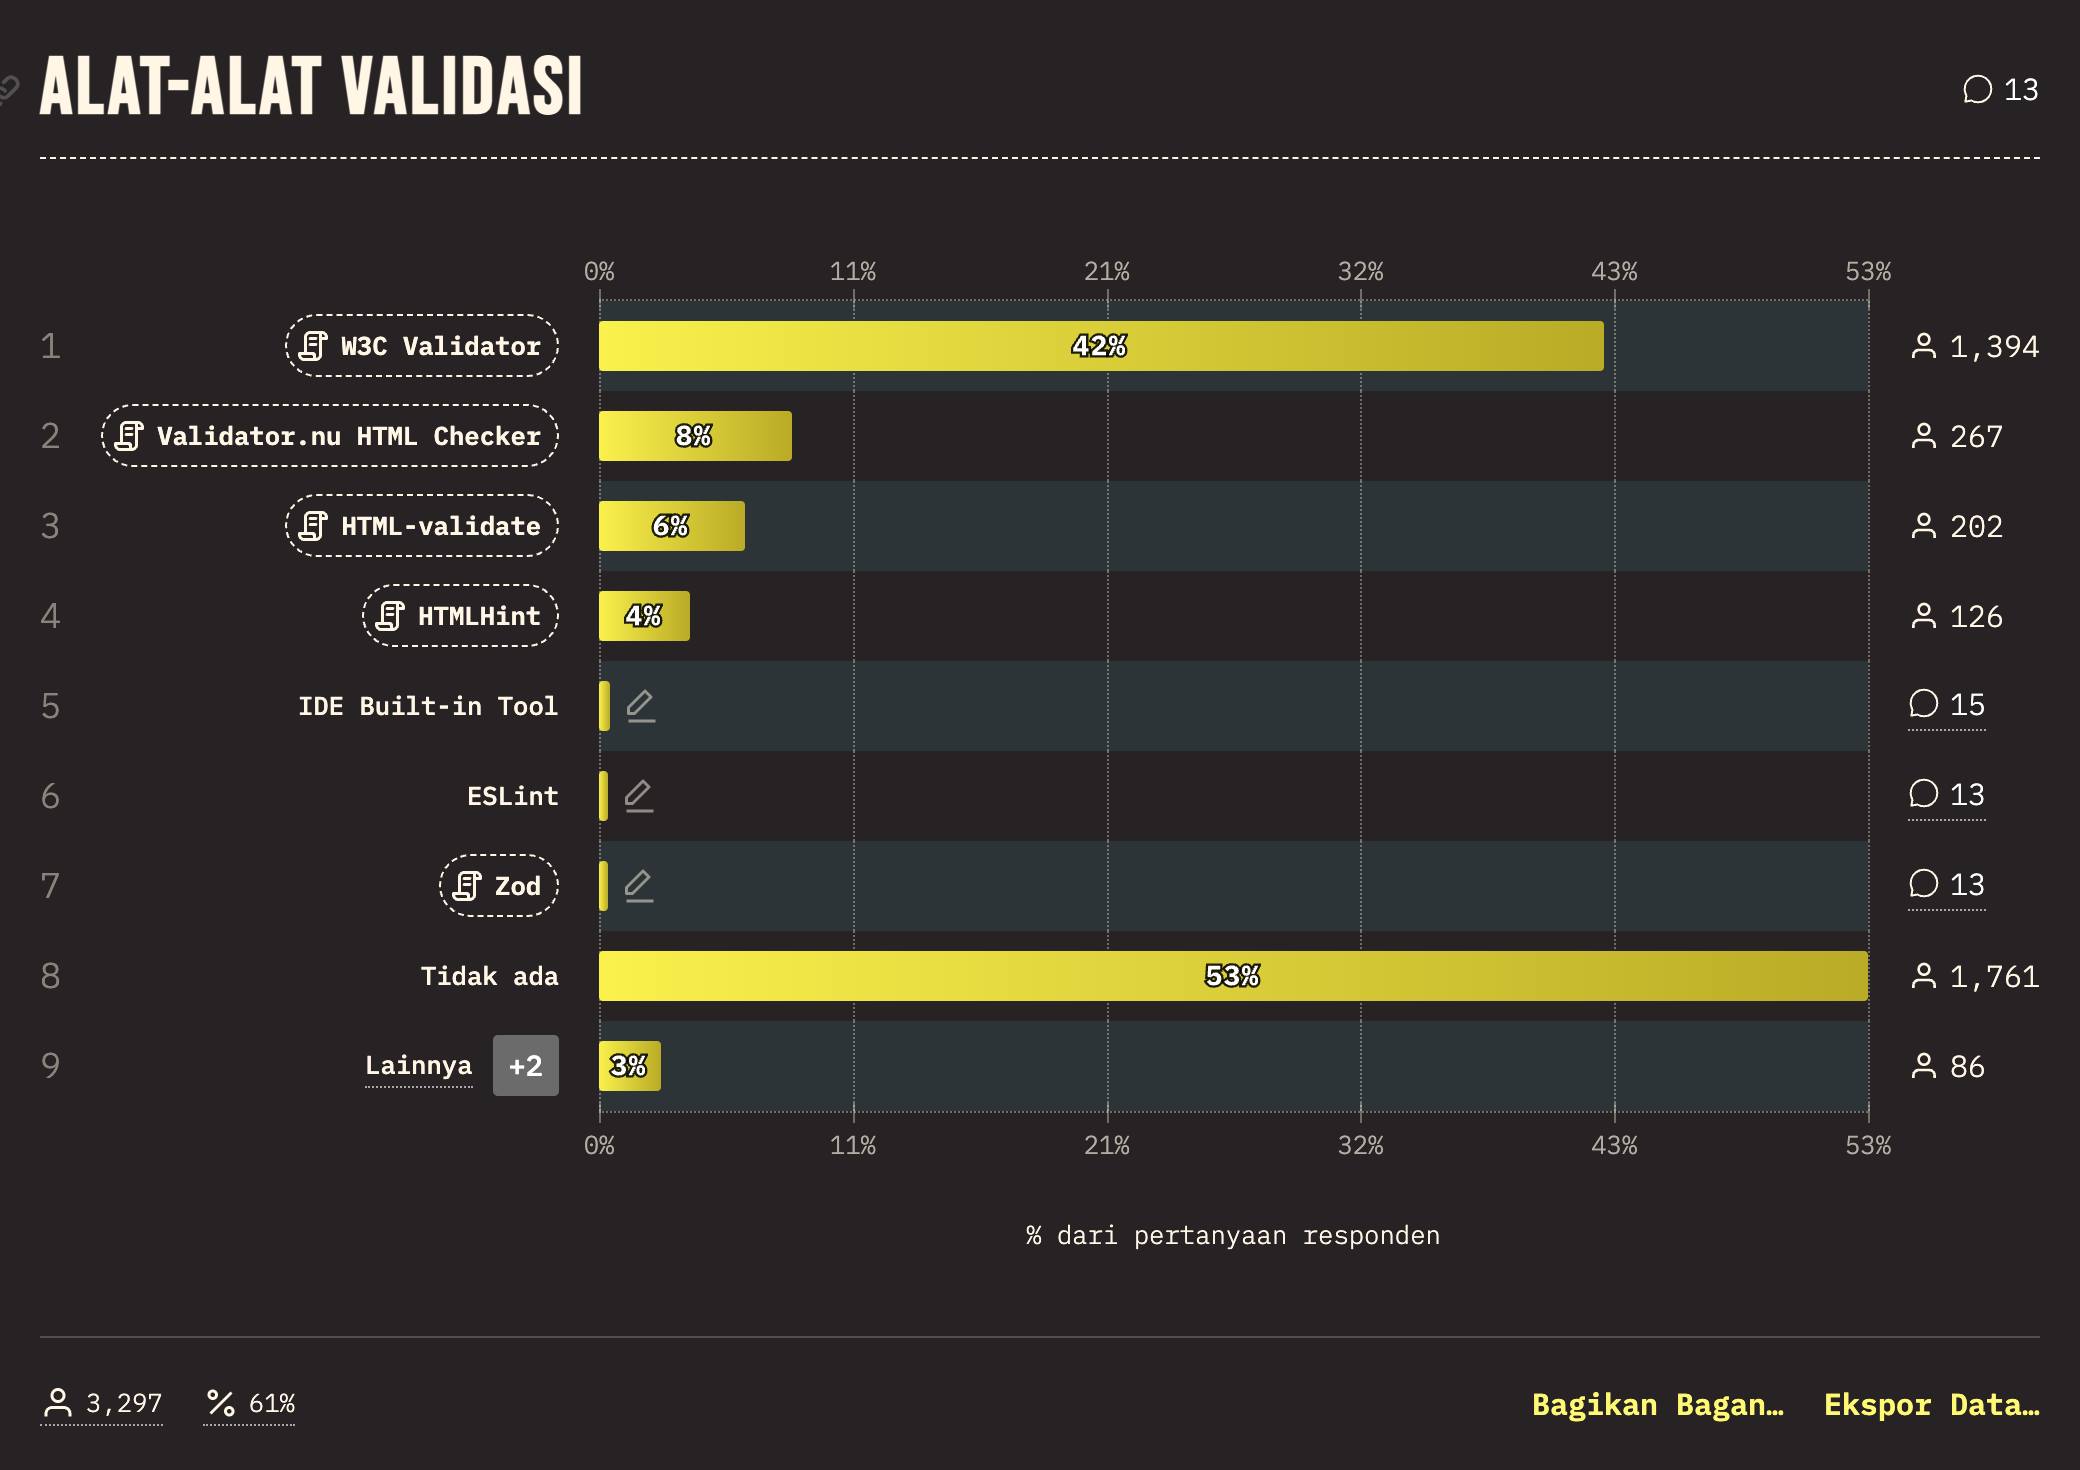 ALAT-ALAT VALIDASI
13
0% 11% 21% 32% 43% 53%
1 W3C Validator 42% 1,394
2 Validator.nu HTML Checker 8% 267
3 HTML-validate 6% 202
4 HTMLHint 4% 126
5 IDE Built-in Tool 15
6 ESLint 13
7 Zod 13
8 Tidak ada 53% 1,761
9 Lainnya +2 3% 86
0% 11% 21% 32% 43% 53%
% dari pertanyaan responden
3,297 61% Bagikan Bagan… Ekspor Data…